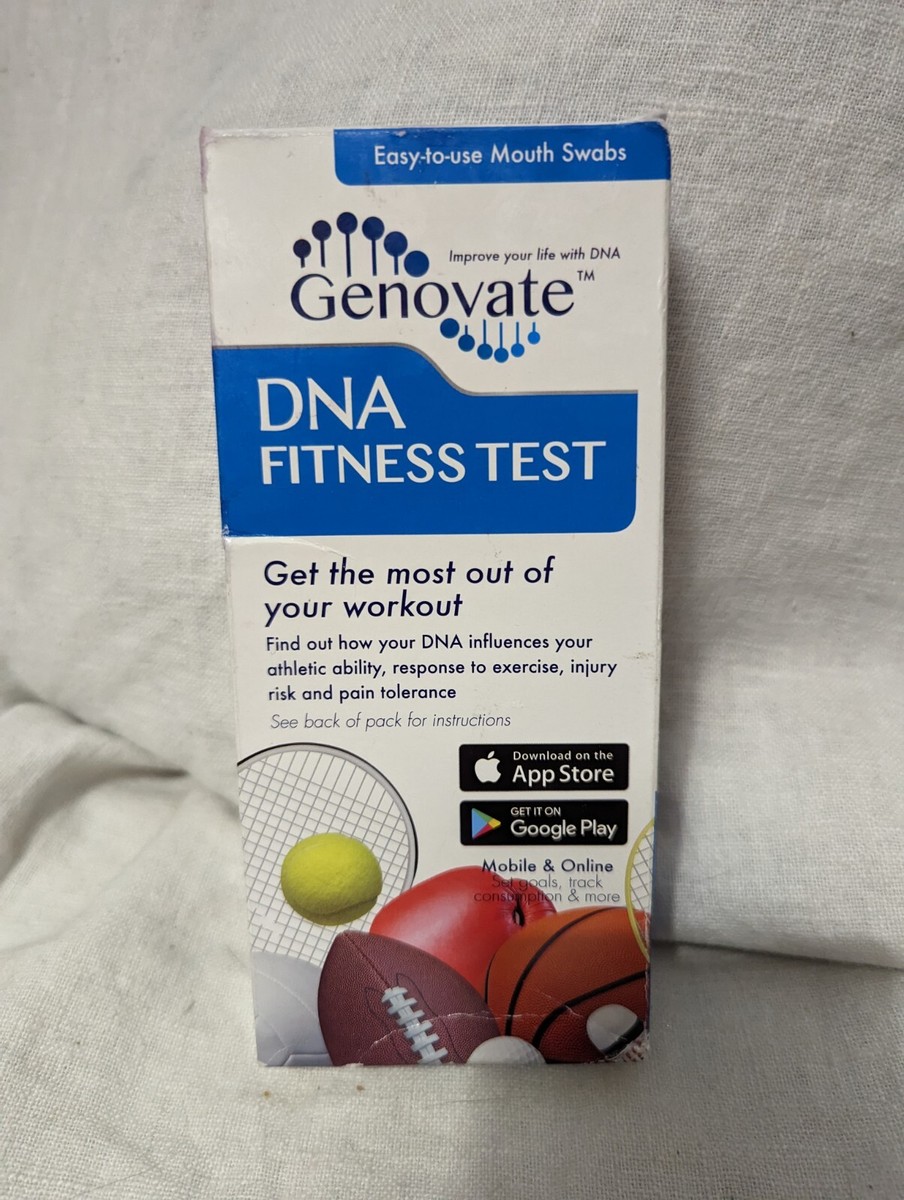 Easy-to-use Mouth Swabs
Improve your life with DNA
Genovate™
DNA
FITNESS TEST
Get the most out of
your workout
Find out how your DNA influences your
athletic ability, response to exercise, injury
risk and pain tolerance
See back of pack for instructions
Download on the
App Store
GET IT ON
Google Play
Mobile & Online
Set goals, track
consumption & more